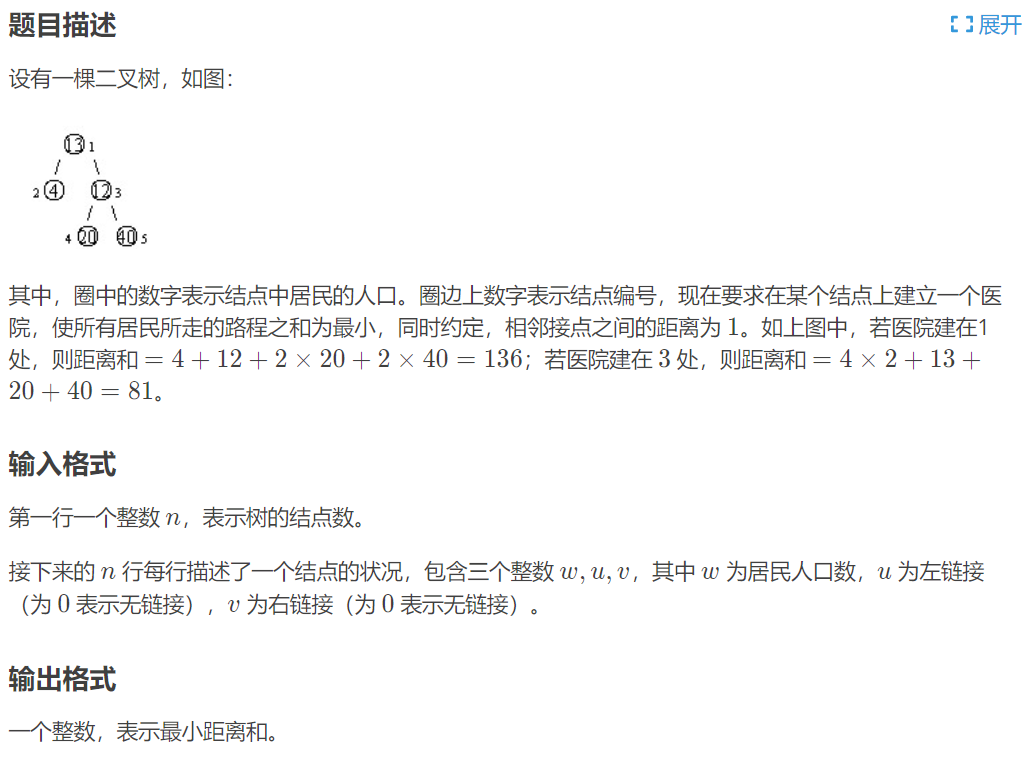 题目描述
展开
设有一棵二叉树，如图：
13 1
2 4 12 3
4 20 40 5
其中，圈中的数字表示结点中居民的人口。圈边上数字表示结点编号，现在要求在某个结点上建立一个医
院，使所有居民所走的路程之和为最小，同时约定，相邻接点之间的距离为 1。如上图中，若医院建在1
处，则距离和 = 4 + 12 + 2 × 20 + 2 × 40 = 136；若医院建在 3 处，则距离和 = 4 × 2 + 13 +
20 + 40 = 81。
输入格式
第一行一个整数 n，表示树的结点数。
接下来的 n 行每行描述了一个结点的状况，包含三个整数 w, u, v，其中 w 为居民人口数，u 为左链接
（为 0 表示无链接），v 为右链接（为 0 表示无链接）。
输出格式
一个整数，表示最小距离和。